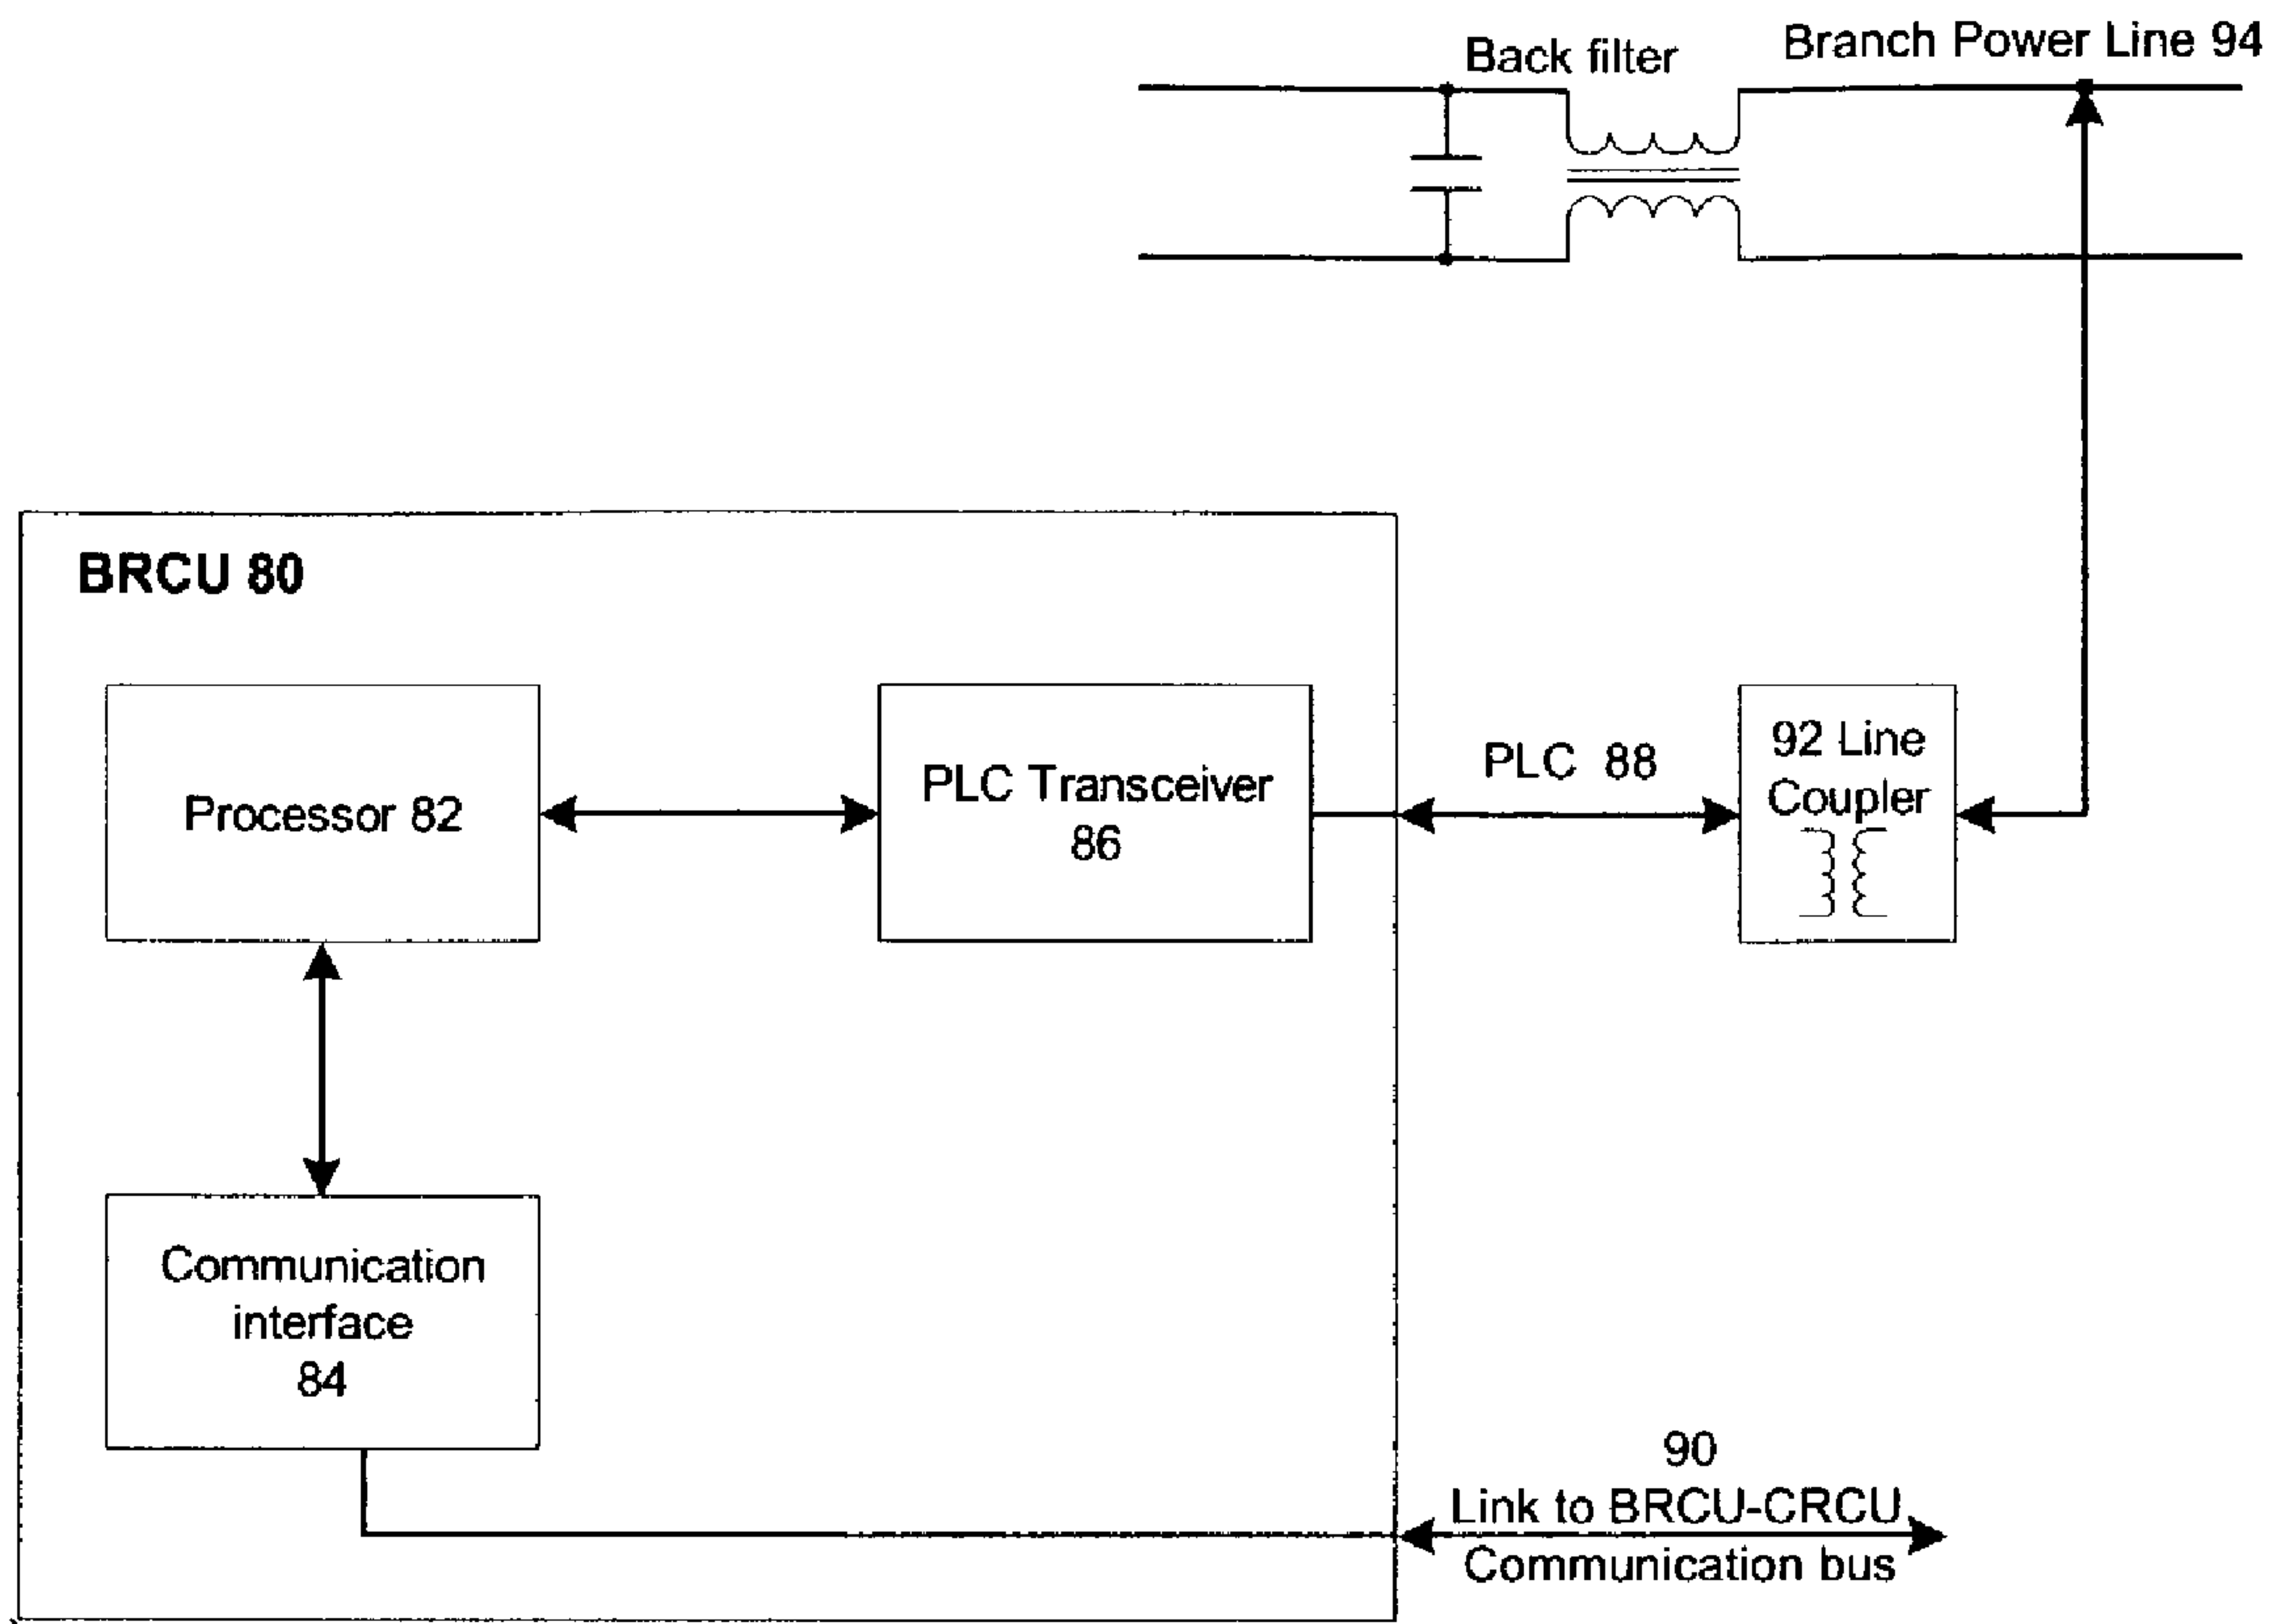 Back filter
Branch Power Line 94
BRCU 80
Processor 82
PLC Transceiver
86
PLC 88
92 Line
Coupler
Communication
interface
84
90
Link to BRCU-CRCU
Communication bus